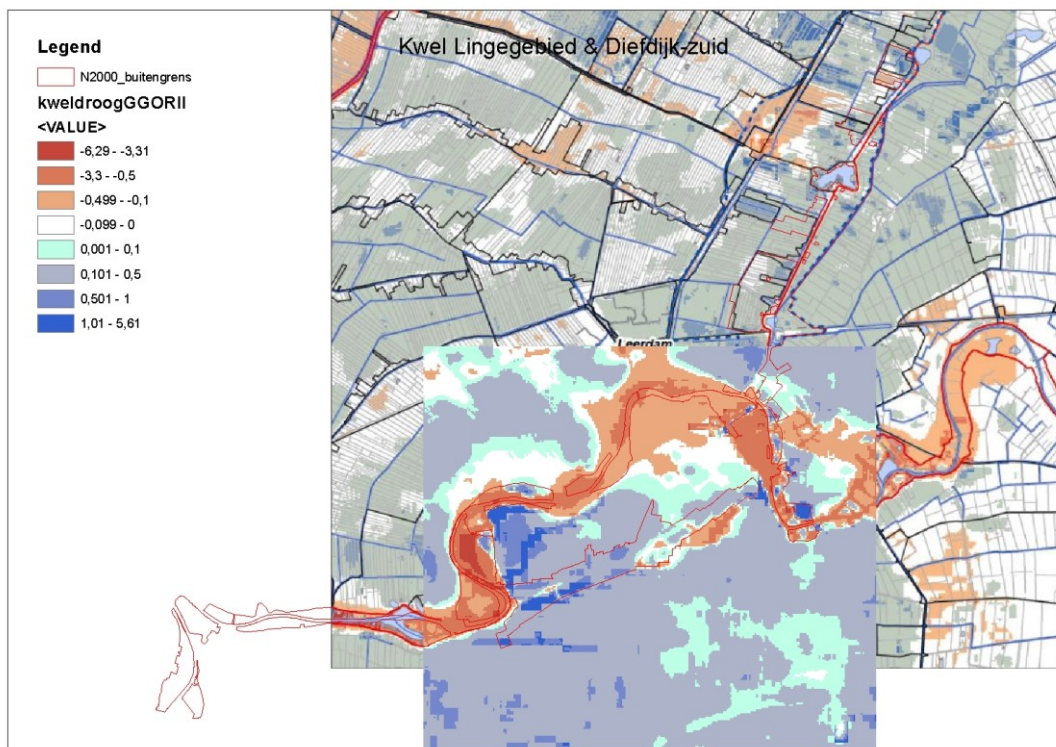 Kwel Lingegebied & Diefdijk-zuid
Legend
N2000_buitengrens
kweldroogGGORII
<VALUE>
-6,29 - -3,31
-3,3 - -0,5
-0,499 - -0,1
-0,099 - 0
0,001 - 0,1
0,101 - 0,5
0,501 - 1
1,01 - 5,61
Leerdam